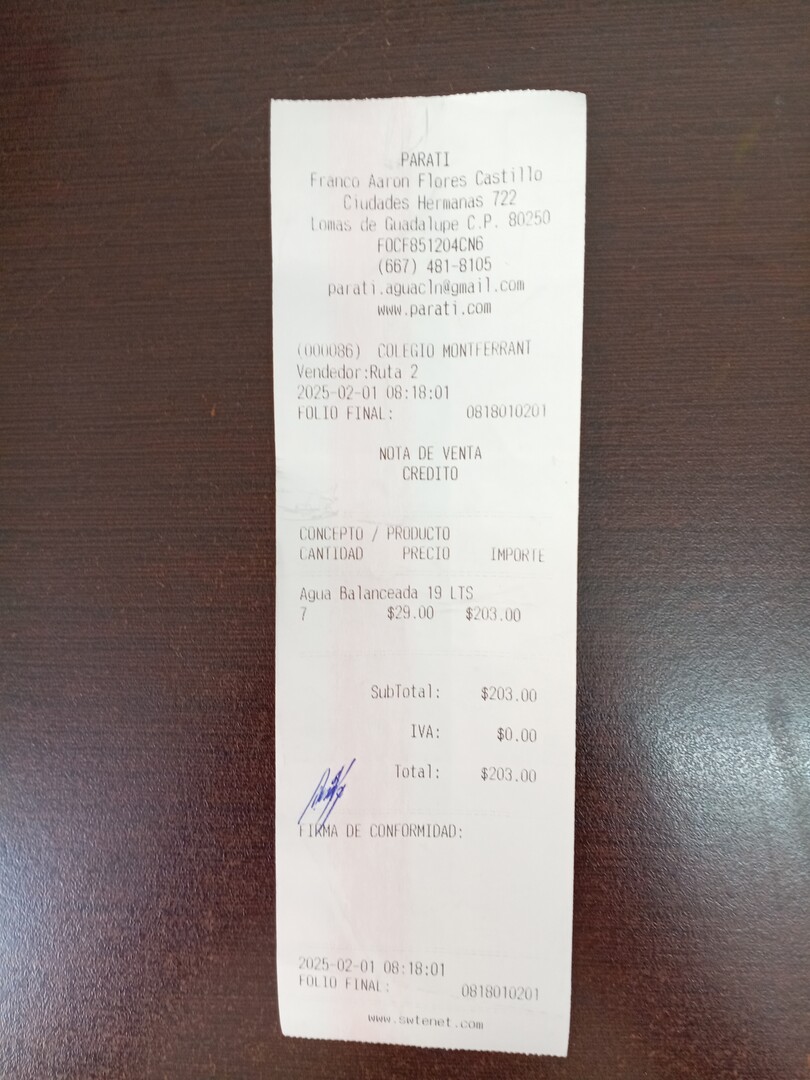 PARATI
Franco Aaron Flores Castillo
Ciudades Hermanas 722
Lomas de Guadalupe C.P. 80250
FOCF851204CN6
(667) 481-8105
parati.aguacln@gmail.com
www.parati.com
(000086) COLEGIO MONTFERRANT
Vendedor:Ruta 2
2025-02-01 08:18:01
FOLIO FINAL: 0818010201
NOTA DE VENTA
CREDITO
CONCEPTO / PRODUCTO
CANTIDAD PRECIO IMPORTE
Agua Balanceada 19 LTS
7 $29.00 $203.00
SubTotal: $203.00
IVA: $0.00
Total: $203.00
FIRMA DE CONFORMIDAD:
2025-02-01 08:18:01
FOLIO FINAL: 0818010201
www.swtenet.com